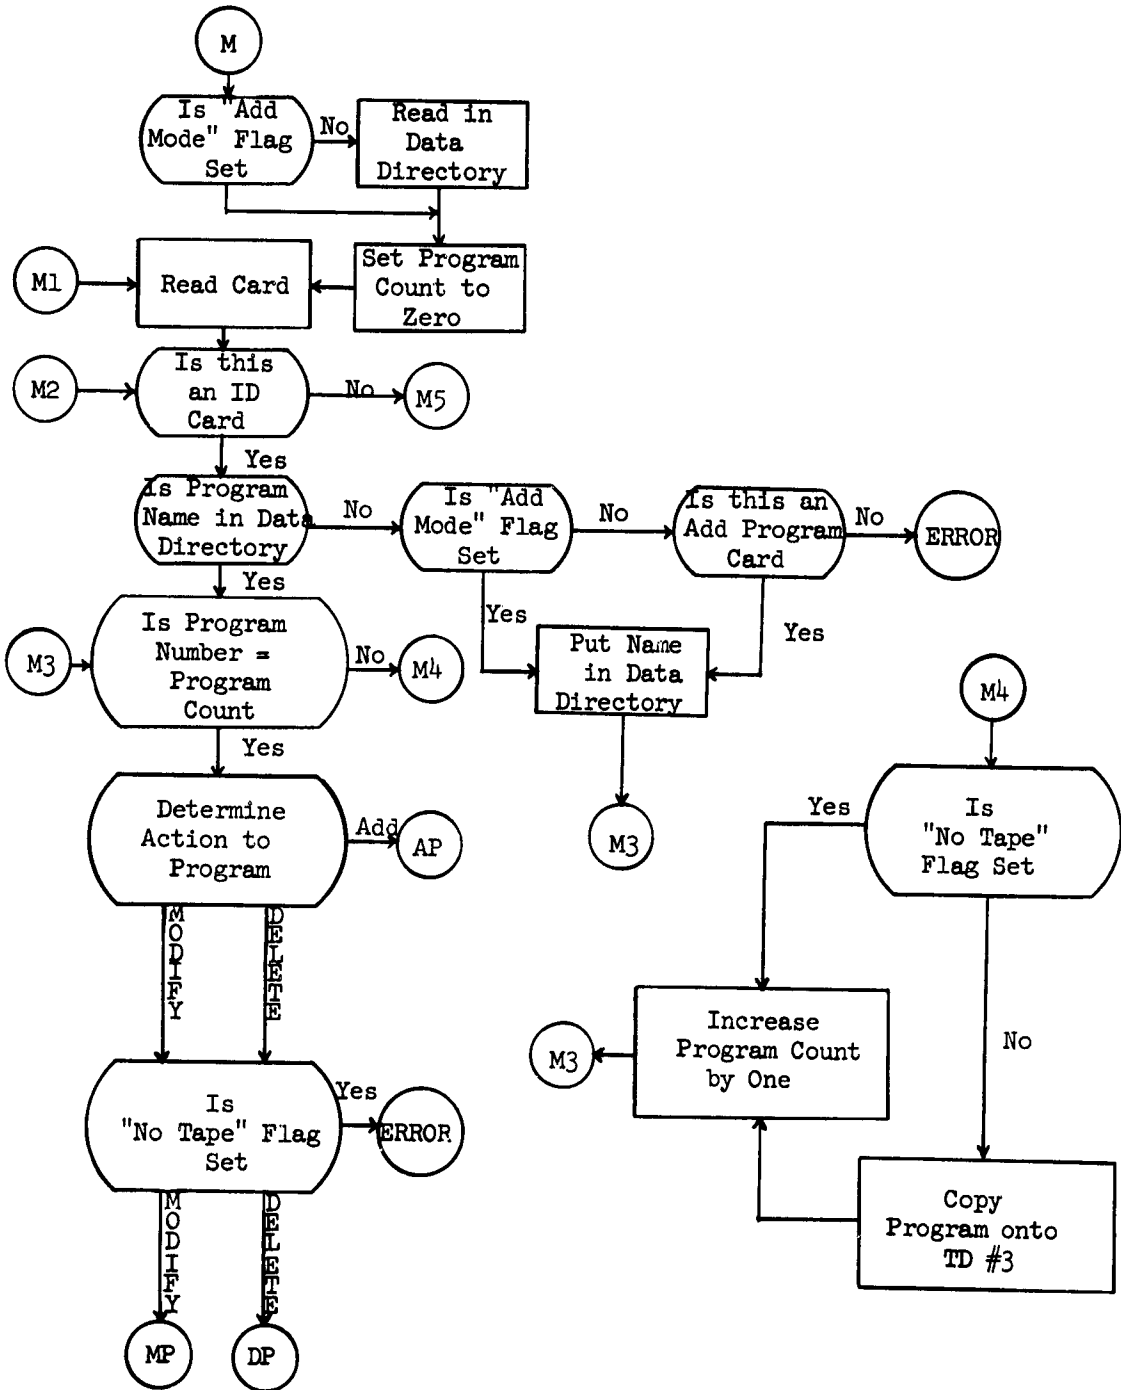 M
Is "Add
Mode" Flag
Set
No
Read in
Data
Directory
M1
Read Card
Set Program
Count to
Zero
M2
Is this
an ID
Card
No
M5
Yes
Is Program
Name in Data
Directory
No
Is "Add
Mode" Flag
Set
No
Is this an
Add Program
Card
No
ERROR
Yes
Yes
Yes
M3
Is Program
Number =
Program
Count
No
M4
Put Name
in Data
Directory
M3
Yes
Determine
Action to
Program
Add
AP
MODIFY
DELETE
Is
"No Tape" Flag
Set
Yes
ERROR
MODIFY
DELETE
MP
DP
M4
Is
"No Tape"
Flag Set
Yes
No
Increase
Program Count
by One
M3
Copy
Program onto
TD #3